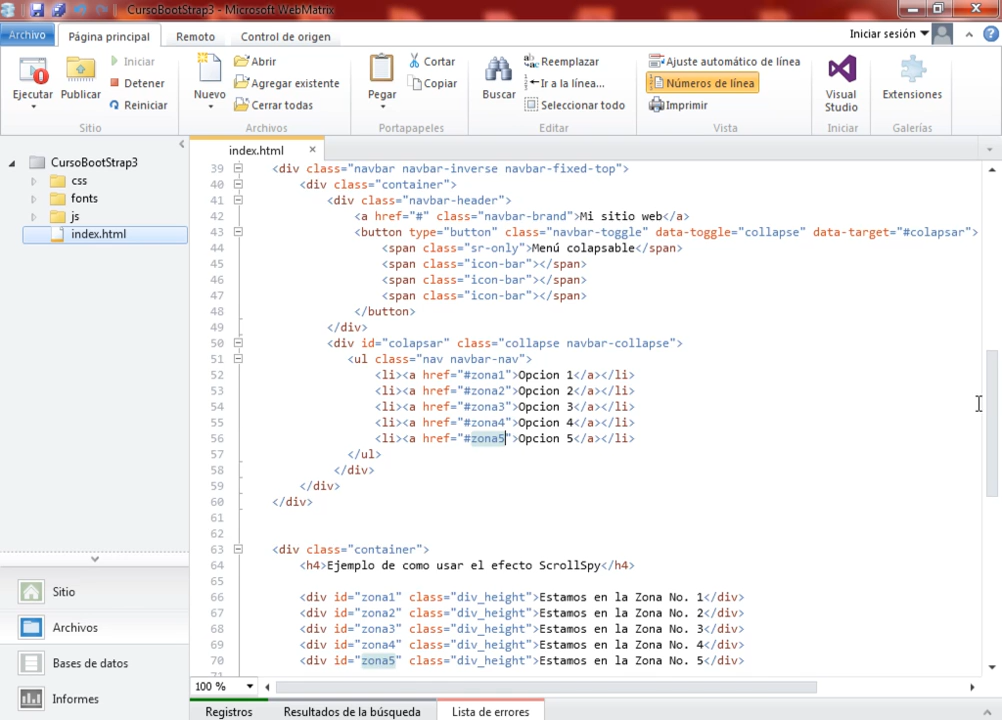 CursoBootStrap3 - Microsoft WebMatrix
Archivo
Página principal
Remoto
Control de origen
Iniciar sesión
Ejecutar
Publicar
Iniciar
Detener
Reiniciar
Sitio
Nuevo
Abrir
Agregar existente
Cerrar todas
Archivos
Pegar
Cortar
Copiar
Portapapeles
Buscar
Reemplazar
Ir a la línea...
Seleccionar todo
Editar
Ajuste automático de línea
Números de línea
Imprimir
Vista
Visual Studio
Iniciar
Extensiones
Galerías
CursoBootStrap3
css
fonts
js
index.html
Sitio
Archivos
Bases de datos
Informes
index.html
39 <div class="navbar navbar-inverse navbar-fixed-top">
40 <div class="container">
41 <div class="navbar-header">
42 <a href="#" class="navbar-brand">Mi sitio web</a>
43 <button type="button" class="navbar-toggle" data-toggle="collapse" data-target="#colapsar">
44 <span class="sr-only">Menú colapsable</span>
45 <span class="icon-bar"></span>
46 <span class="icon-bar"></span>
47 <span class="icon-bar"></span>
48 </button>
49 </div>
50 <div id="colapsar" class="collapse navbar-collapse">
51 <ul class="nav navbar-nav">
52 <li><a href="#zona1">Opcion 1</a></li>
53 <li><a href="#zona2">Opcion 2</a></li>
54 <li><a href="#zona3">Opcion 3</a></li>
55 <li><a href="#zona4">Opcion 4</a></li>
56 <li><a href="#zona5">Opcion 5</a></li>
57 </ul>
58 </div>
59 </div>
60 </div>
61
62
63 <div class="container">
64 <h4>Ejemplo de como usar el efecto ScrollSpy</h4>
65
66 <div id="zona1" class="div_height">Estamos en la Zona No. 1</div>
67 <div id="zona2" class="div_height">Estamos en la Zona No. 2</div>
68 <div id="zona3" class="div_height">Estamos en la Zona No. 3</div>
69 <div id="zona4" class="div_height">Estamos en la Zona No. 4</div>
70 <div id="zona5" class="div_height">Estamos en la Zona No. 5</div>
100 %
Registros
Resultados de la búsqueda
Lista de errores